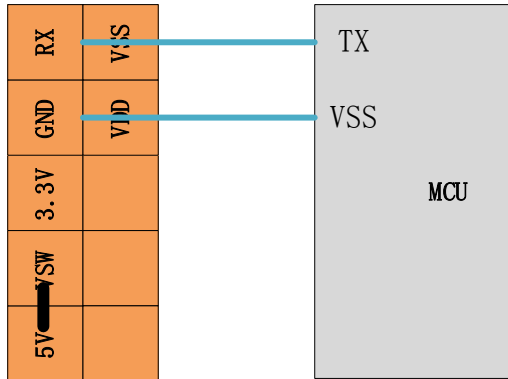 RX VSS TX
GND VDD VSS
3.3V MCU
VSW
5V